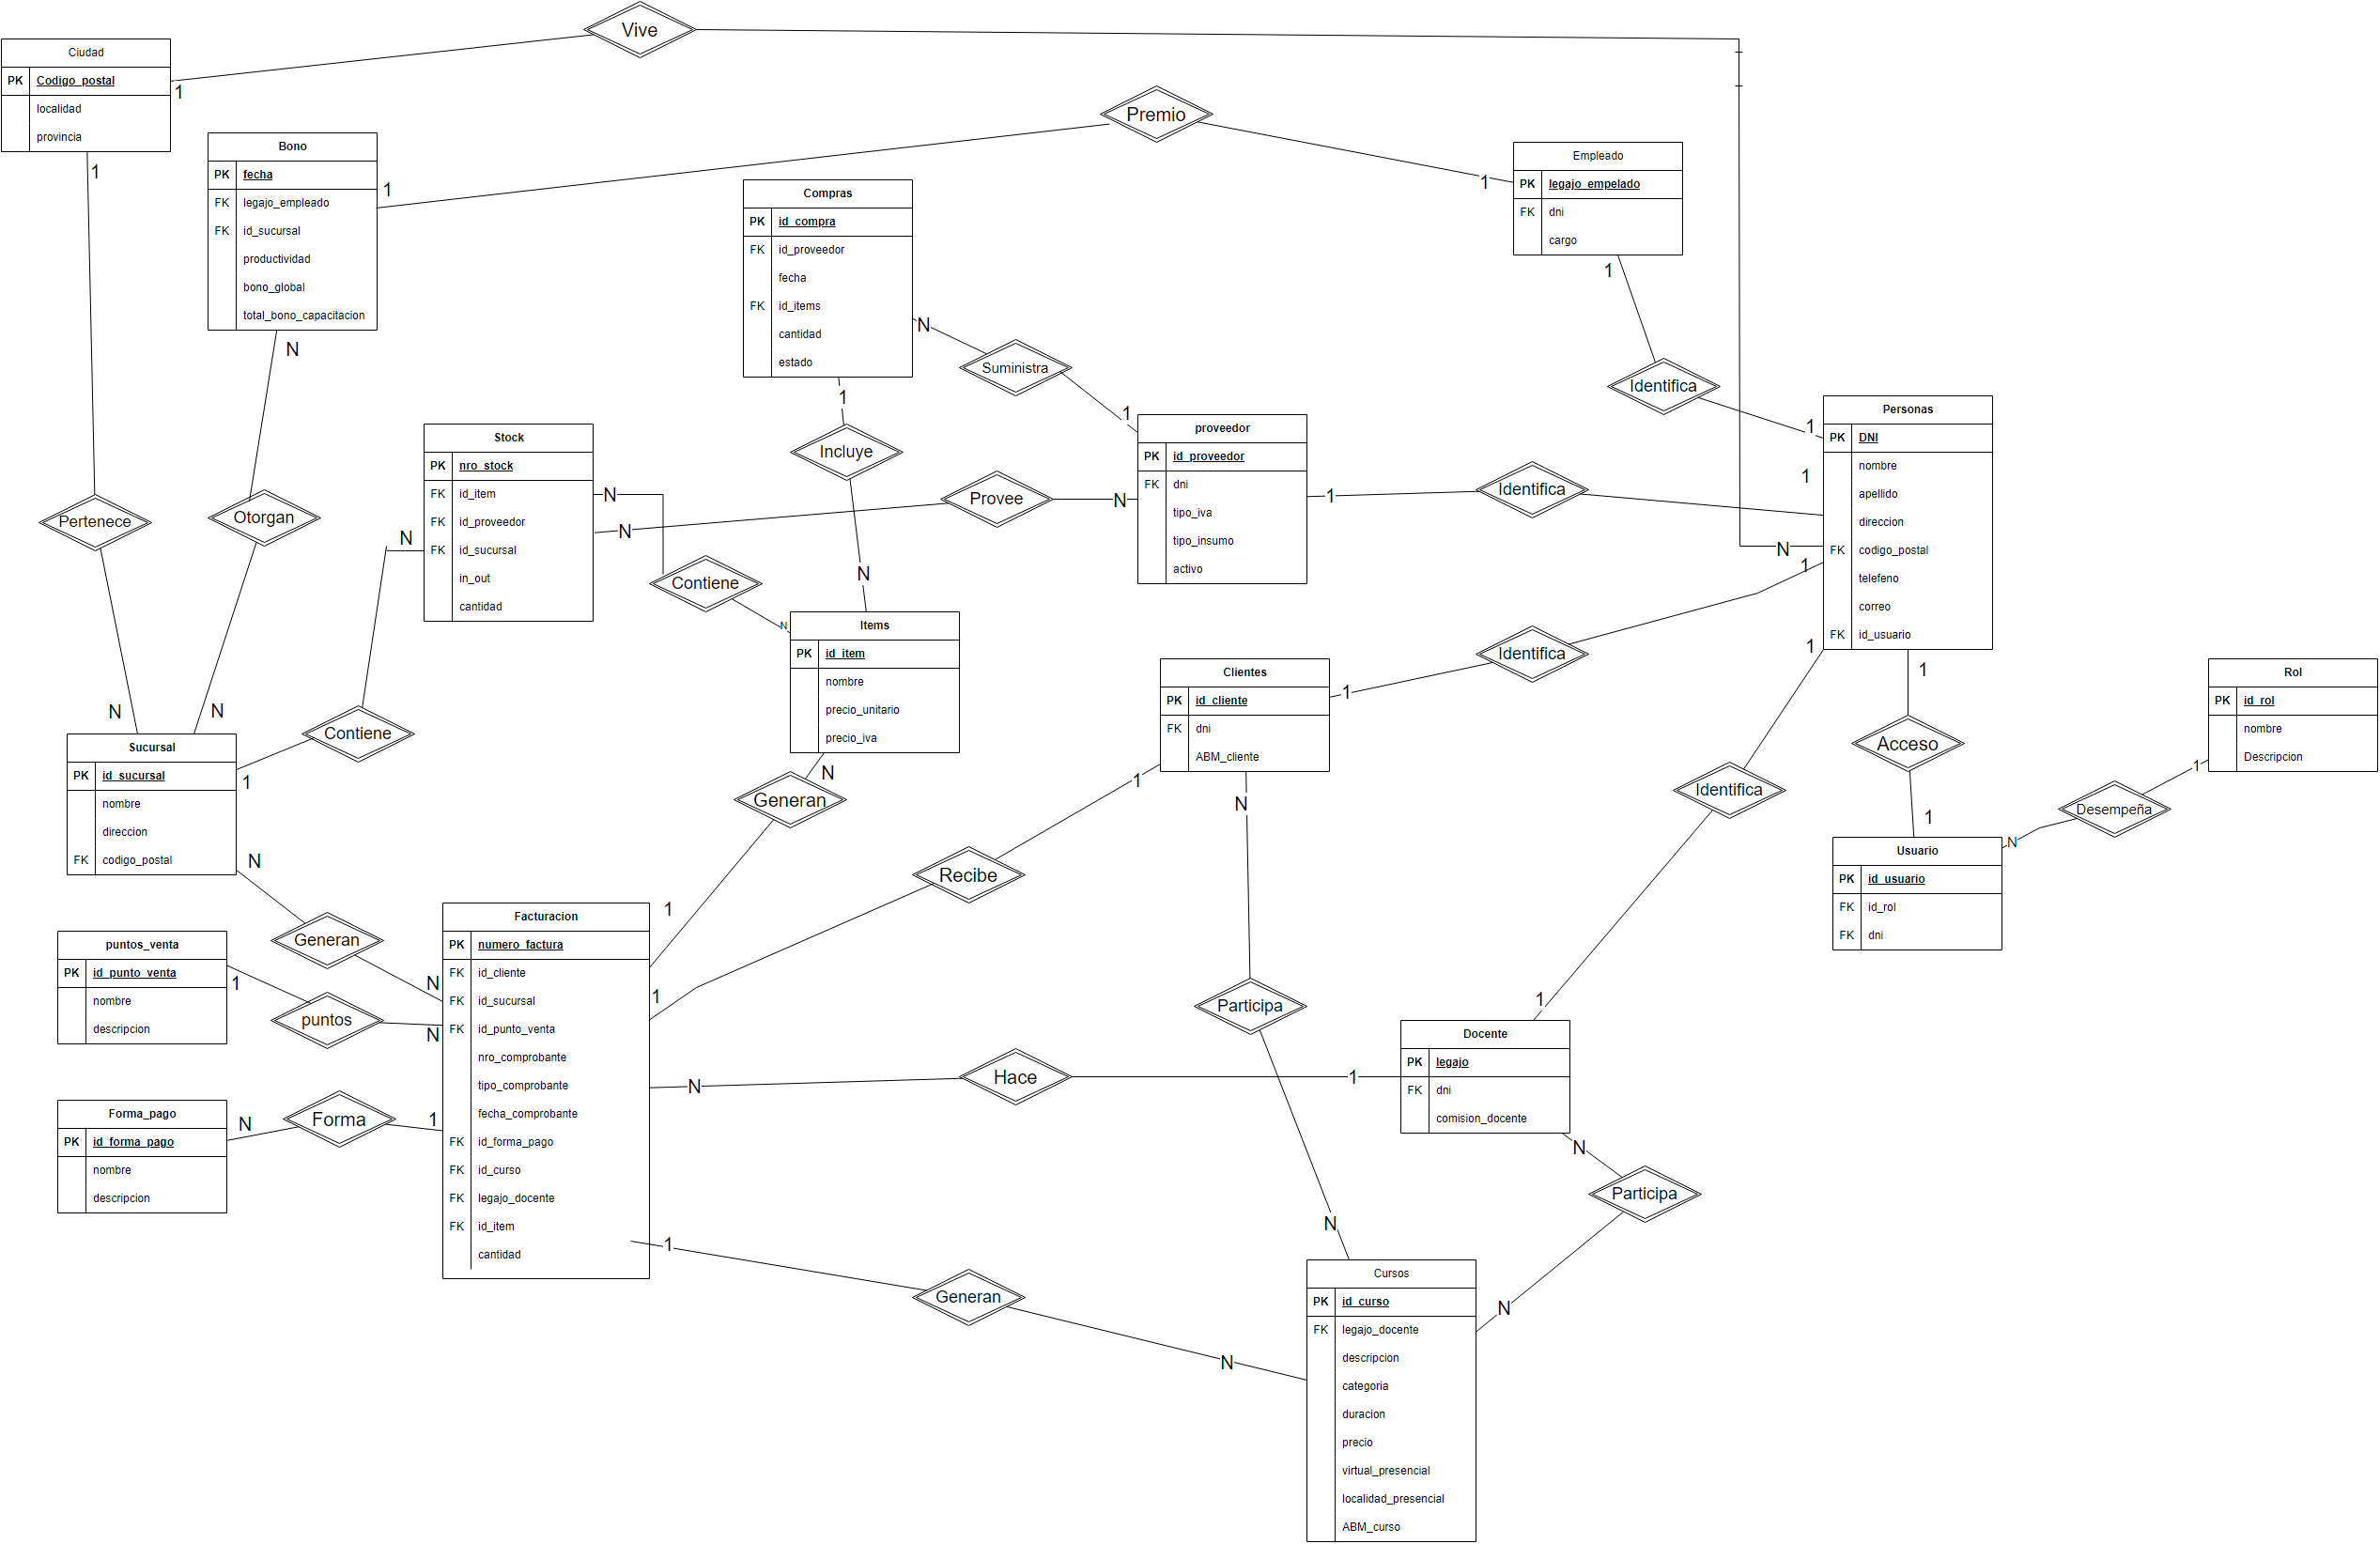 Vive
Ciudad
PK Codigo_postal
localidad
provincia
1
1
Premio
Bono
PK fecha
FK legajo_empleado
FK id_sucursal
productividad
bono_global
total_bono_capacitacion
1
N
Empleado
PK legajo_empelado
FK dni
cargo
1
1
Compras
PK id_compra
FK id_proveedor
fecha
FK id_items
cantidad
estado
N
1
Suministra
1
Identifica
Personas
PK DNI
nombre
apellido
direccion
FK codigo_postal
telefeno
correo
FK id_usuario
1
1
N
1
1
1
Stock
PK nro_stock
FK id_item
FK id_proveedor
FK id_sucursal
in_out
cantidad
N
N
N
Incluye
N
proveedor
PK id_proveedor
FK dni
tipo_iva
tipo_insumo
activo
Provee
N
1
Identifica
Pertenece
N
Otorgan
N
Contiene
N
Contiene
1
Items
PK id_item
nombre
precio_unitario
precio_iva
N
Generan
1
Clientes
PK id_cliente
FK dni
ABM_cliente
1
1
N
Identifica
Identifica
1
Acceso
1
Rol
PK id_rol
nombre
Descripcion
1
Desempeña
N
Usuario
PK id_usuario
FK id_rol
FK dni
Sucursal
PK id_sucursal
nombre
direccion
FK codigo_postal
N
Generan
N
Recibe
1
puntos_venta
PK id_punto_venta
nombre
descripcion
1
puntos
N
Facturacion
PK numero_factura
FK id_cliente
FK id_sucursal
FK id_punto_venta
nro_comprobante
tipo_comprobante
fecha_comprobante
FK id_forma_pago
FK id_curso
FK legajo_docente
FK id_item
cantidad
Participa
N
Docente
PK legajo
FK dni
comision_docente
N
Hace
1
N
Participa
N
Forma_pago
PK id_forma_pago
nombre
descripcion
N
Forma
1
1
Generan
N
Cursos
PK id_curso
FK legajo_docente
descripcion
categoria
duracion
precio
virtual_presencial
localidad_presencial
ABM_curso